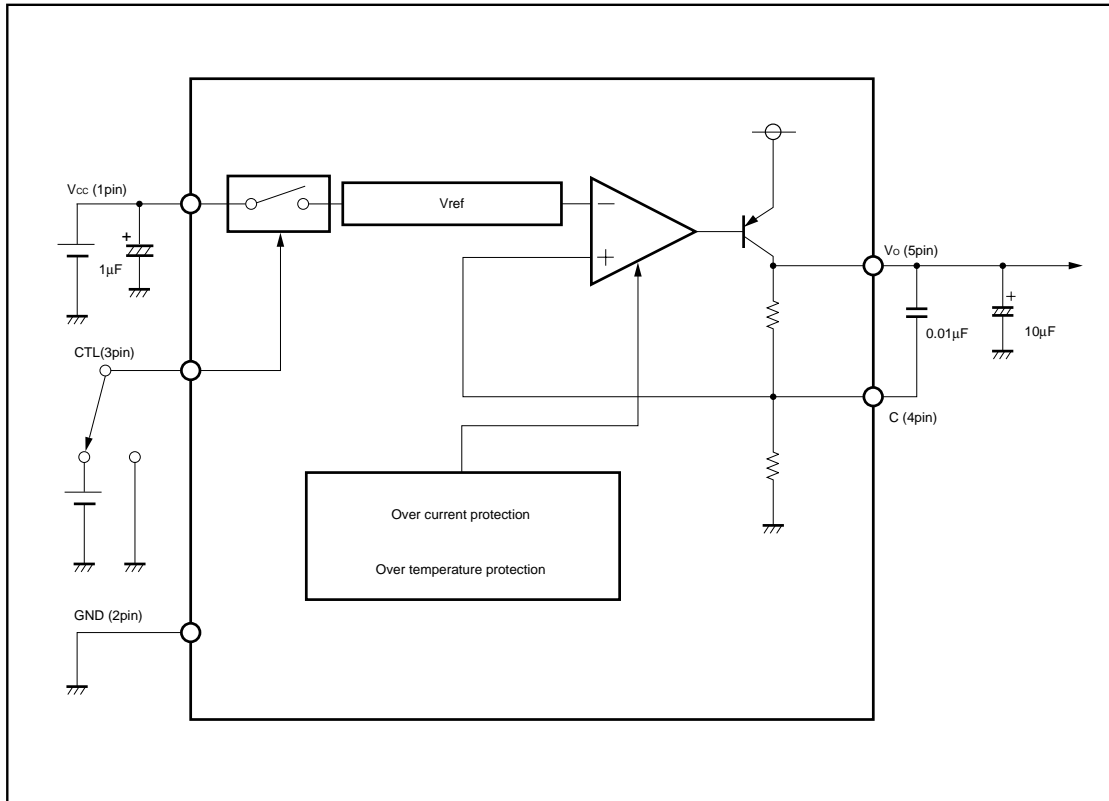 Vcc (1pin)
+
1µF
Vref
−
+
Vo (5pin)
+
0.01µF
10µF
CTL(3pin)
C (4pin)
Over current protection
Over temperature protection
GND (2pin)